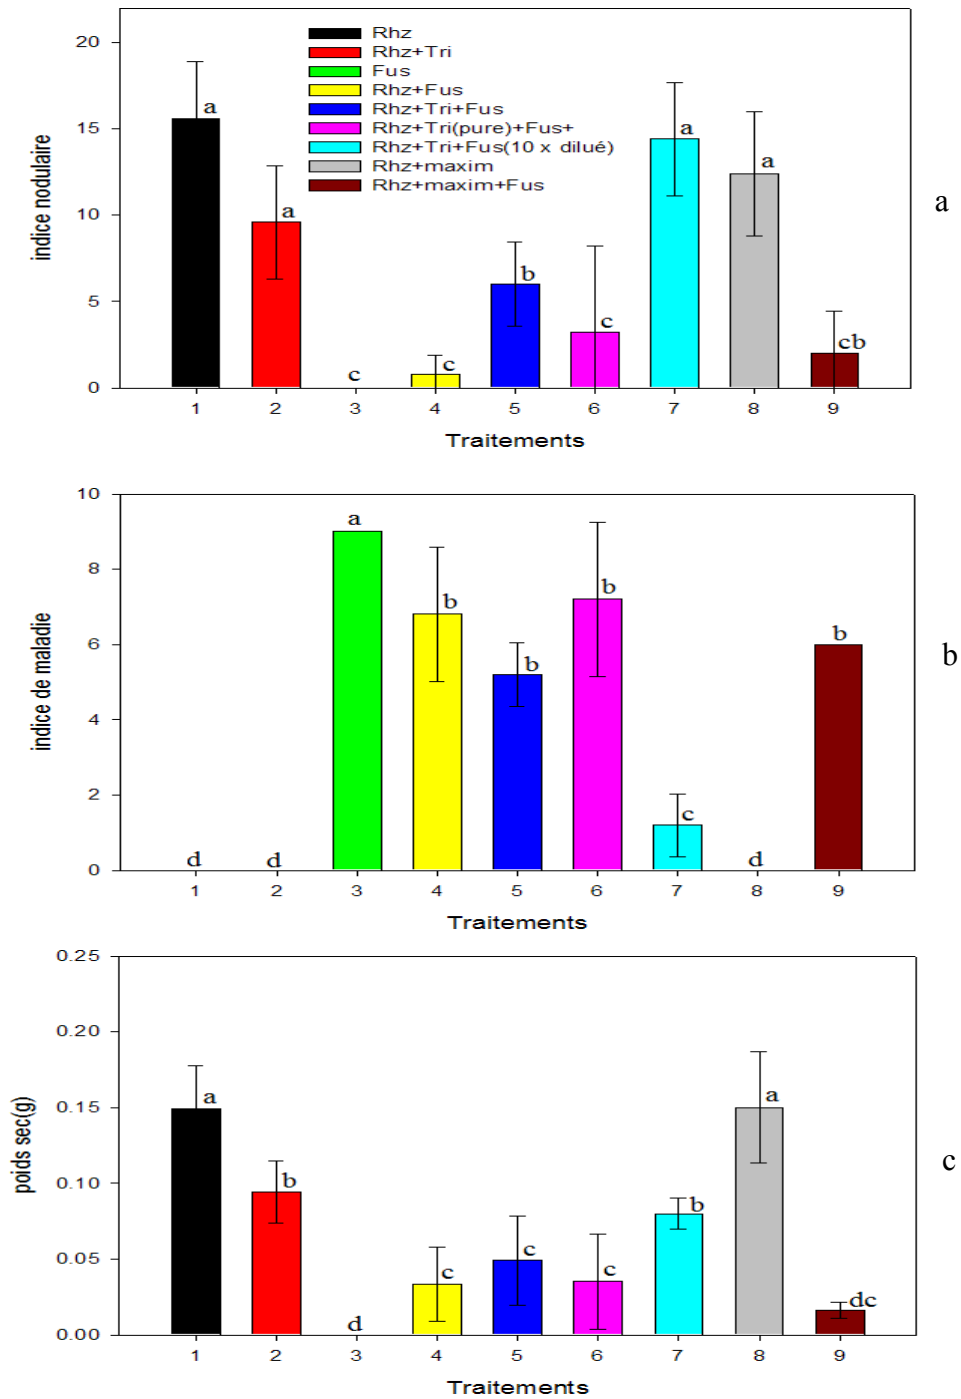 20
15
10
5
0
indice nodulaire
Rhz
Rhz+Tri
Fus
Rhz+Fus
Rhz+Tri+Fus
Rhz+Tri(pure)+Fus+
Rhz+Tri+Fus(10 x dilué)
Rhz+maxim
Rhz+maxim+Fus
a a c c b c a a cb
1 2 3 4 5 6 7 8 9
Traitements
a
10
8
6
4
2
0
indice de maladie
d d a b b b c d b
1 2 3 4 5 6 7 8 9
Traitements
b
0.25
0.20
0.15
0.10
0.05
0.00
poids sec(g)
a b d c c c b a dc
1 2 3 4 5 6 7 8 9
Traitements
c